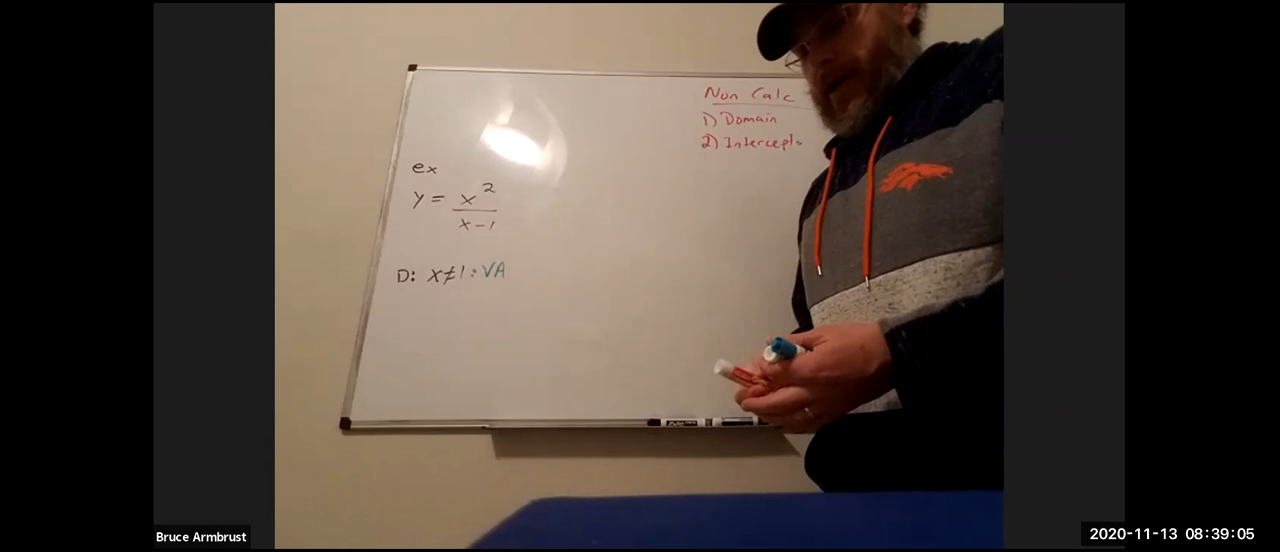 Non Calc
1) Domain
2) Intercepts
ex
y = x²
x-1
D: x≠1: VA
Bruce Armbrust
2020-11-13 08:39:05